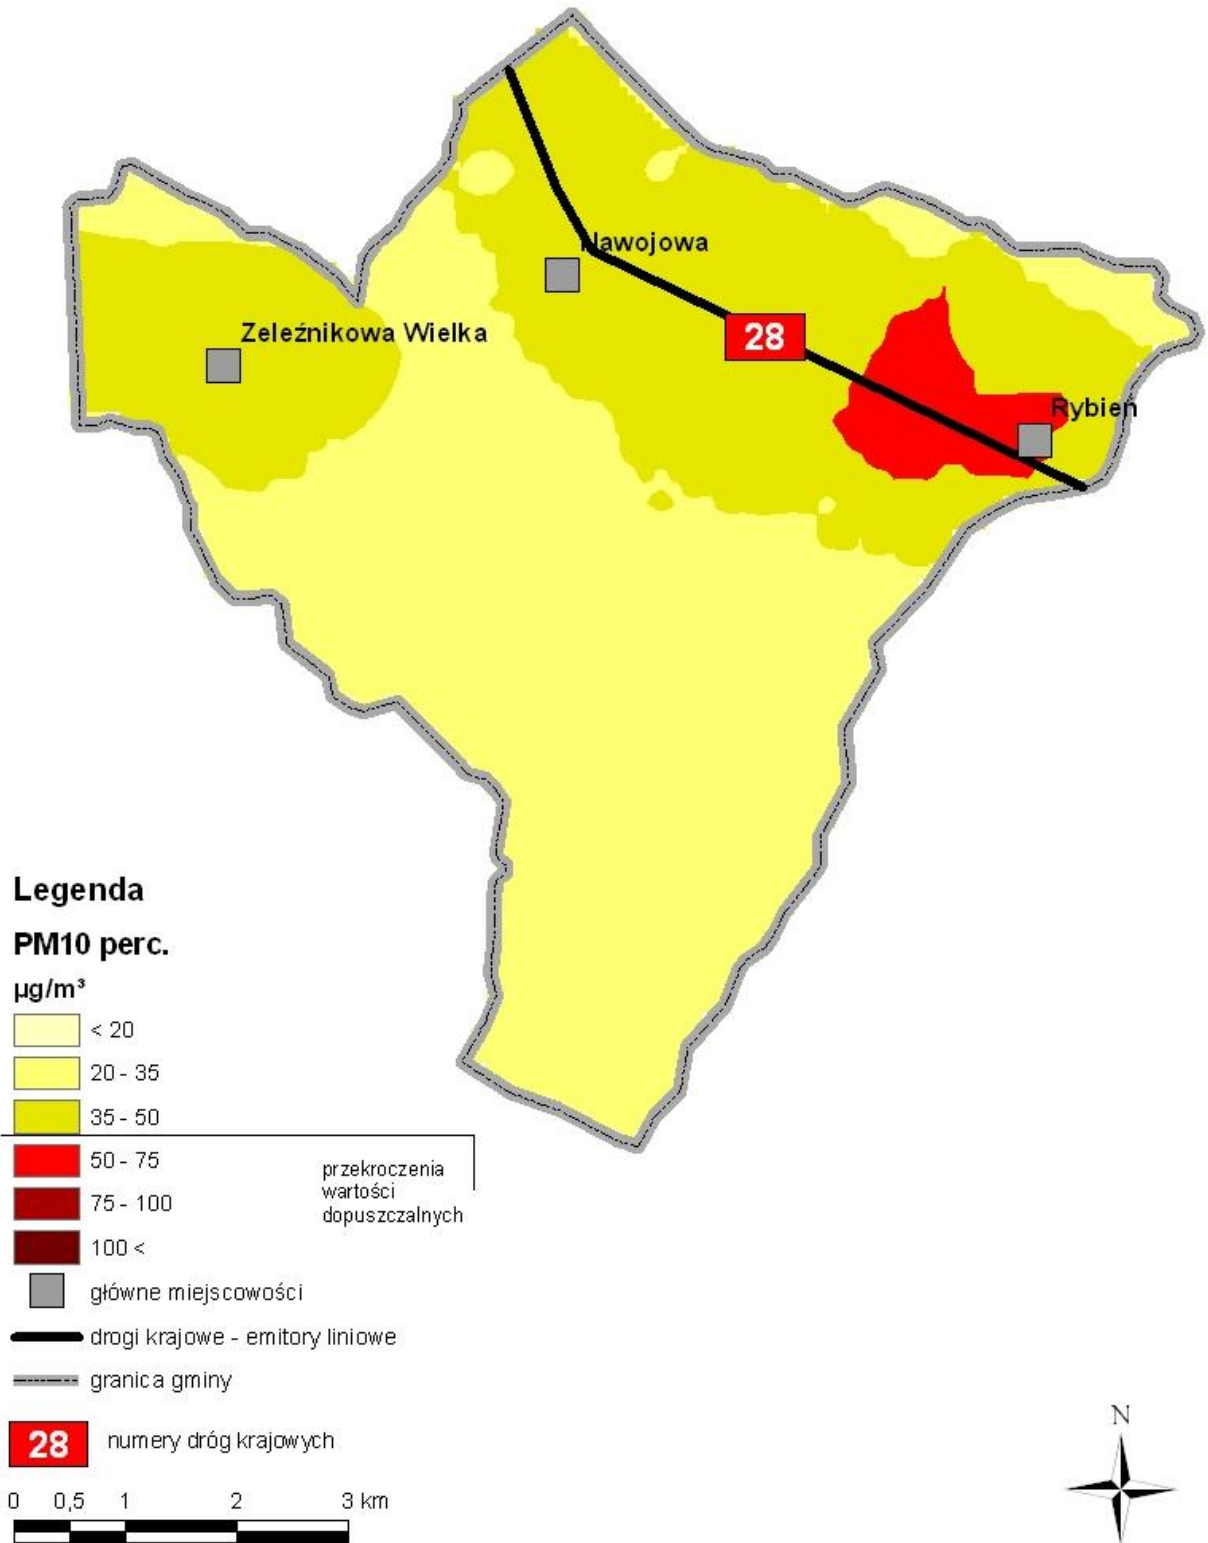 Nawojowa
Żeleźnikowa Wielka
28
Rybień
Legenda
PM10 perc.
µg/m³
< 20
20 - 35
35 - 50
50 - 75
75 - 100
100 <
przekroczenia
wartości
dopuszczalnych
główne miejscowości
drogi krajowe - emitory liniowe
granica gminy
28 numery dróg krajowych
0 0,5 1 2 3 km
N